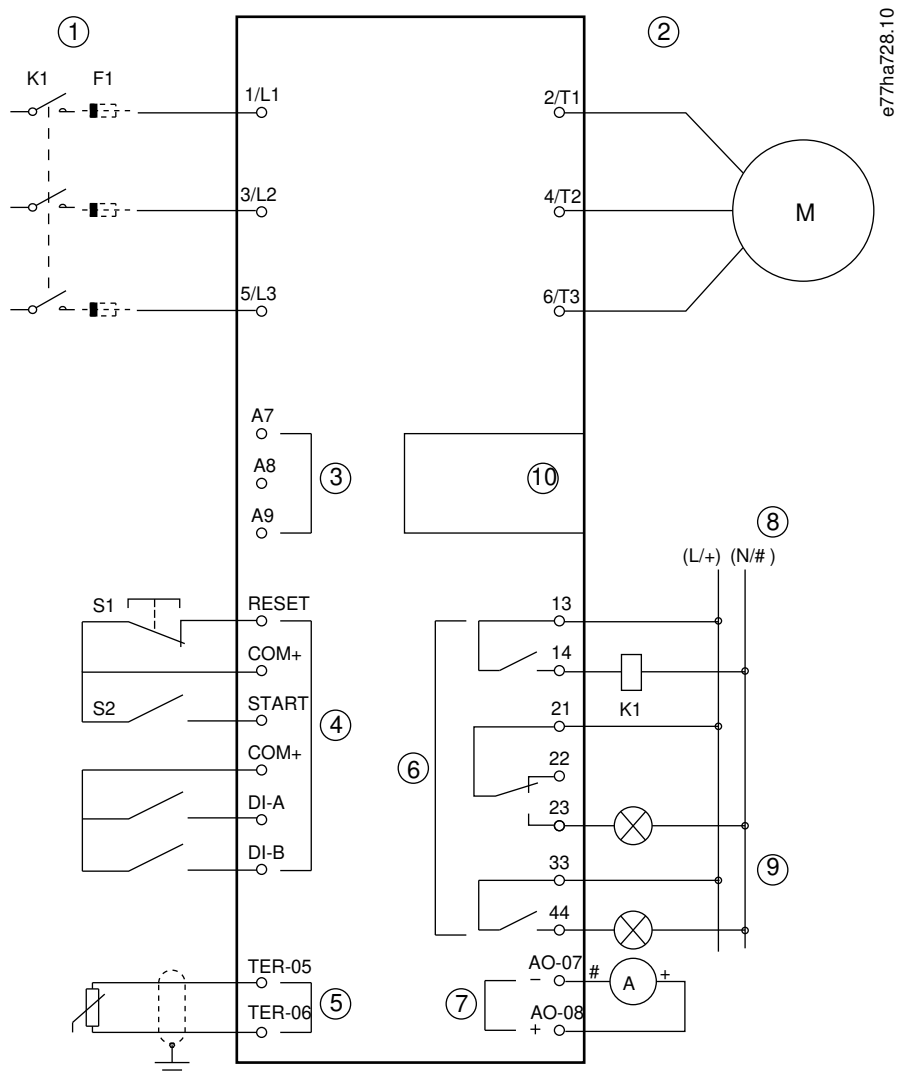 1
2
e77ha728.10
K1 F1
1/L1
2/T1
3/L2
4/T2
M
5/L3
6/T3
A7
A8
3
10
A9
8
(L/+) (N/# )
S1
RESET
13
COM+
14
S2
START
K1
21
4
COM+
22
6
DI-A
23
DI-B
33
9
44
TER-05
AO-07
#
+
−
A
5
7
TER-06
AO-08
+